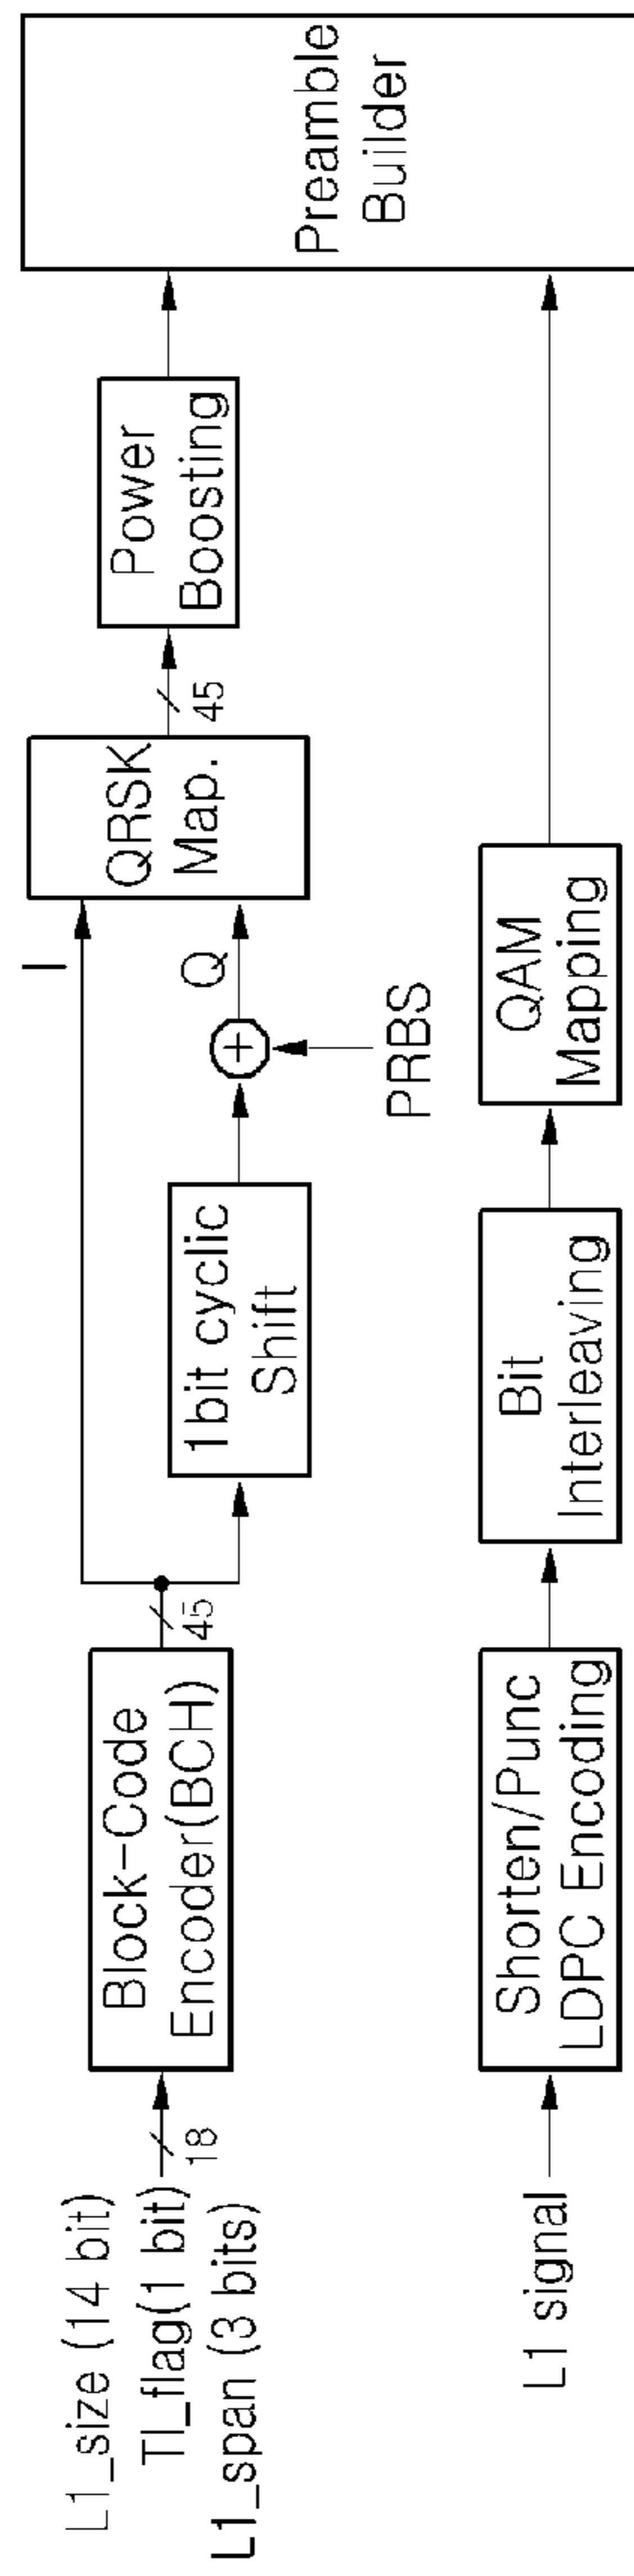 L1_size (14 bit)
TI_flag(1 bit)
L1_span (3 bits)
18
Block-Code
Encoder(BCH)
45
1bit cyclic
Shift
PRBS
+
I
Q
QRSK
Map.
45
Power
Boosting
Preamble
Builder
L1 signal
Shorten/Punc
LDPC Encoding
Bit
Interleaving
QAM
Mapping